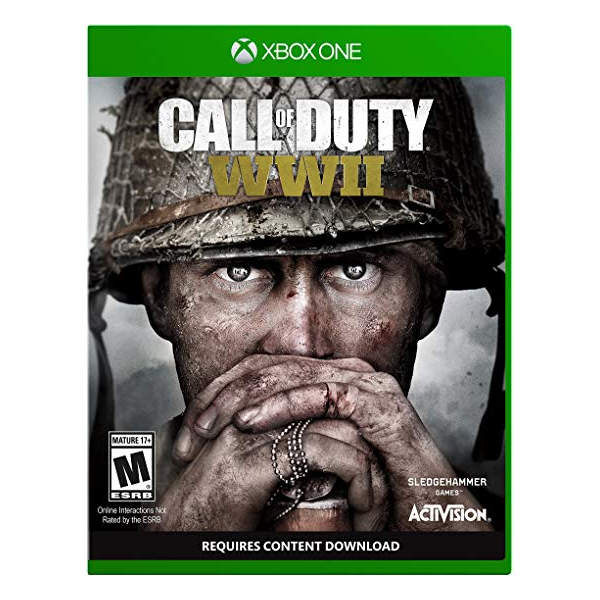 XBOX ONE
CALL OF DUTY
WWII
MATURE 17+
M
ESRB
Online Interactions Not
Rated by the ESRB
SLEDGEHAMMER
GAMES™
ACTIVISION®
REQUIRES CONTENT DOWNLOAD